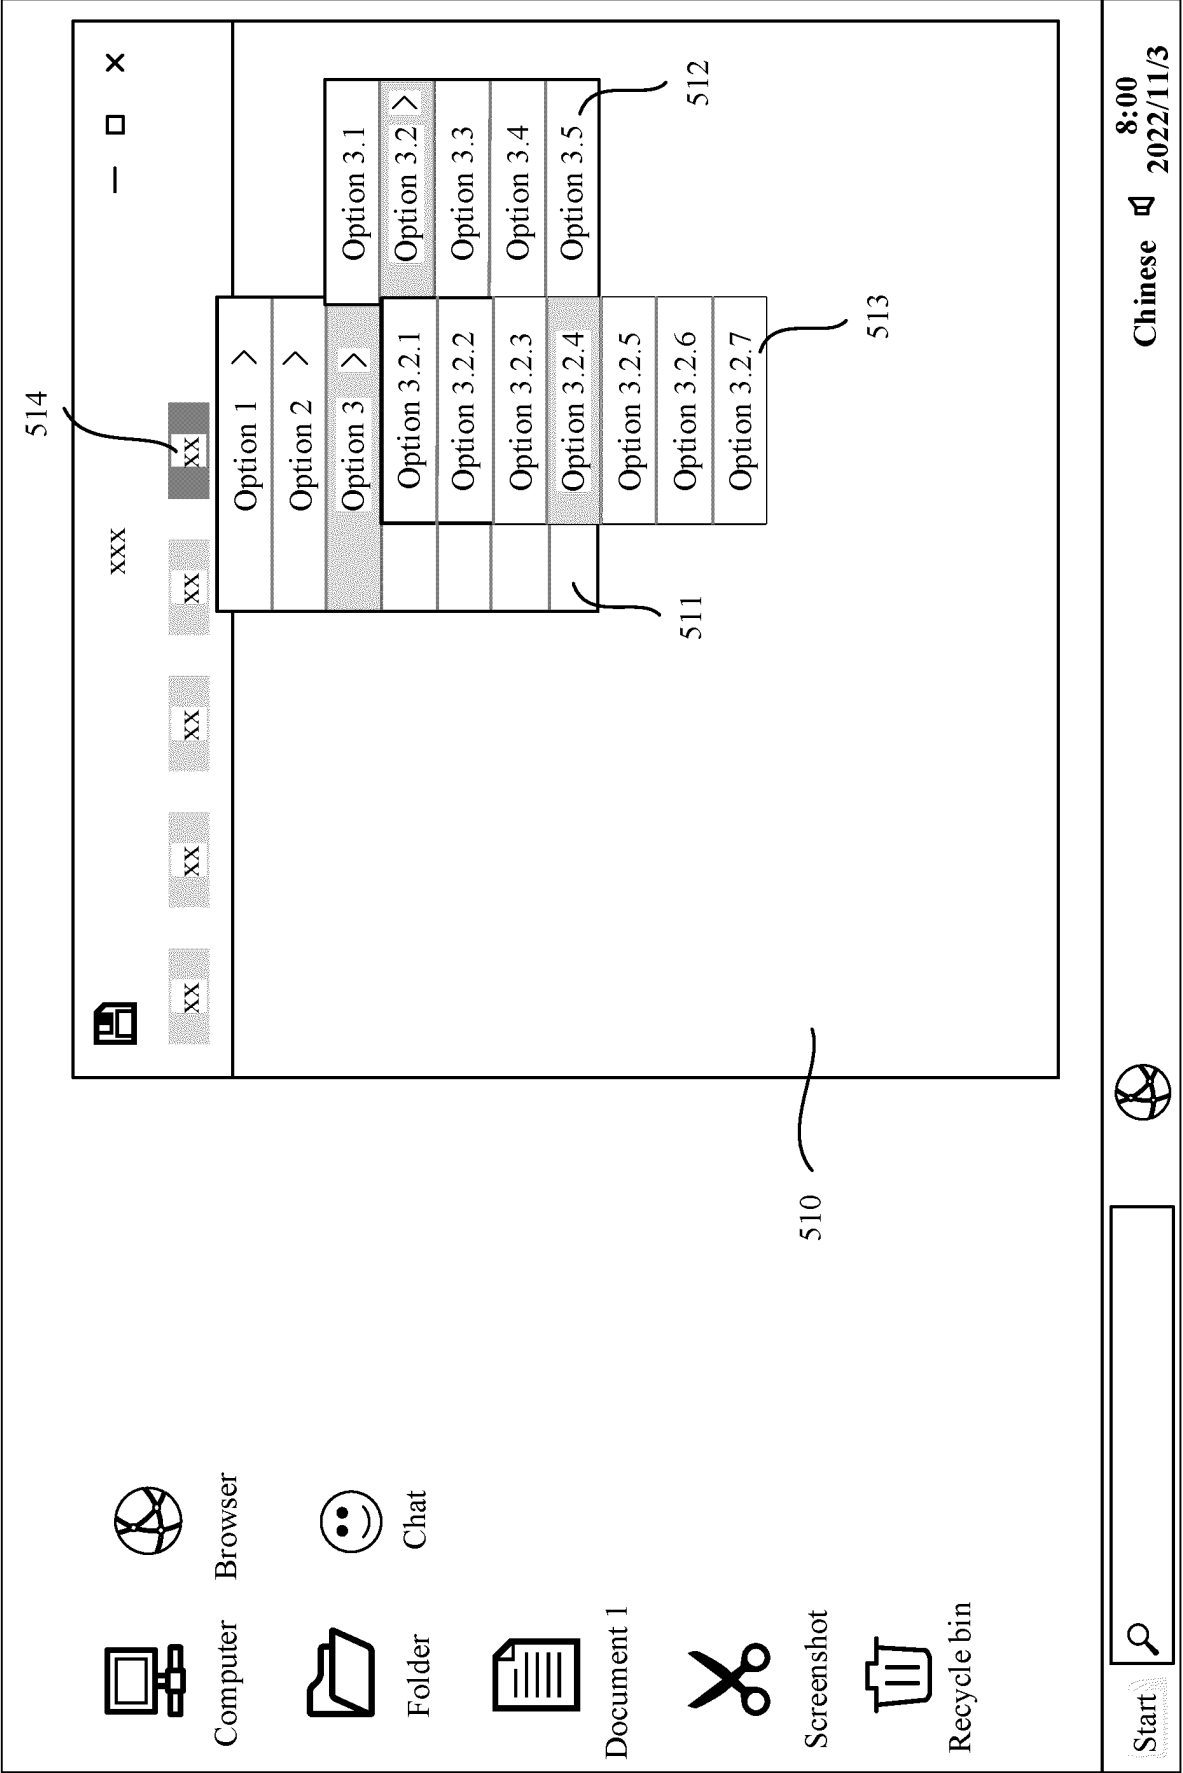 514
xxx
xx
xx
xx
xx
xx
Option 1 >
Option 2 >
Option 3 >
Option 3.1
Option 3.2 >
Option 3.3
Option 3.4
Option 3.5
Option 3.2.1
Option 3.2.2
Option 3.2.3
Option 3.2.4
Option 3.2.5
Option 3.2.6
Option 3.2.7
512
511
513
510
Computer
Browser
Folder
Chat
Document 1
Screenshot
Recycle bin
Start
Chinese
8:00
2022/11/3